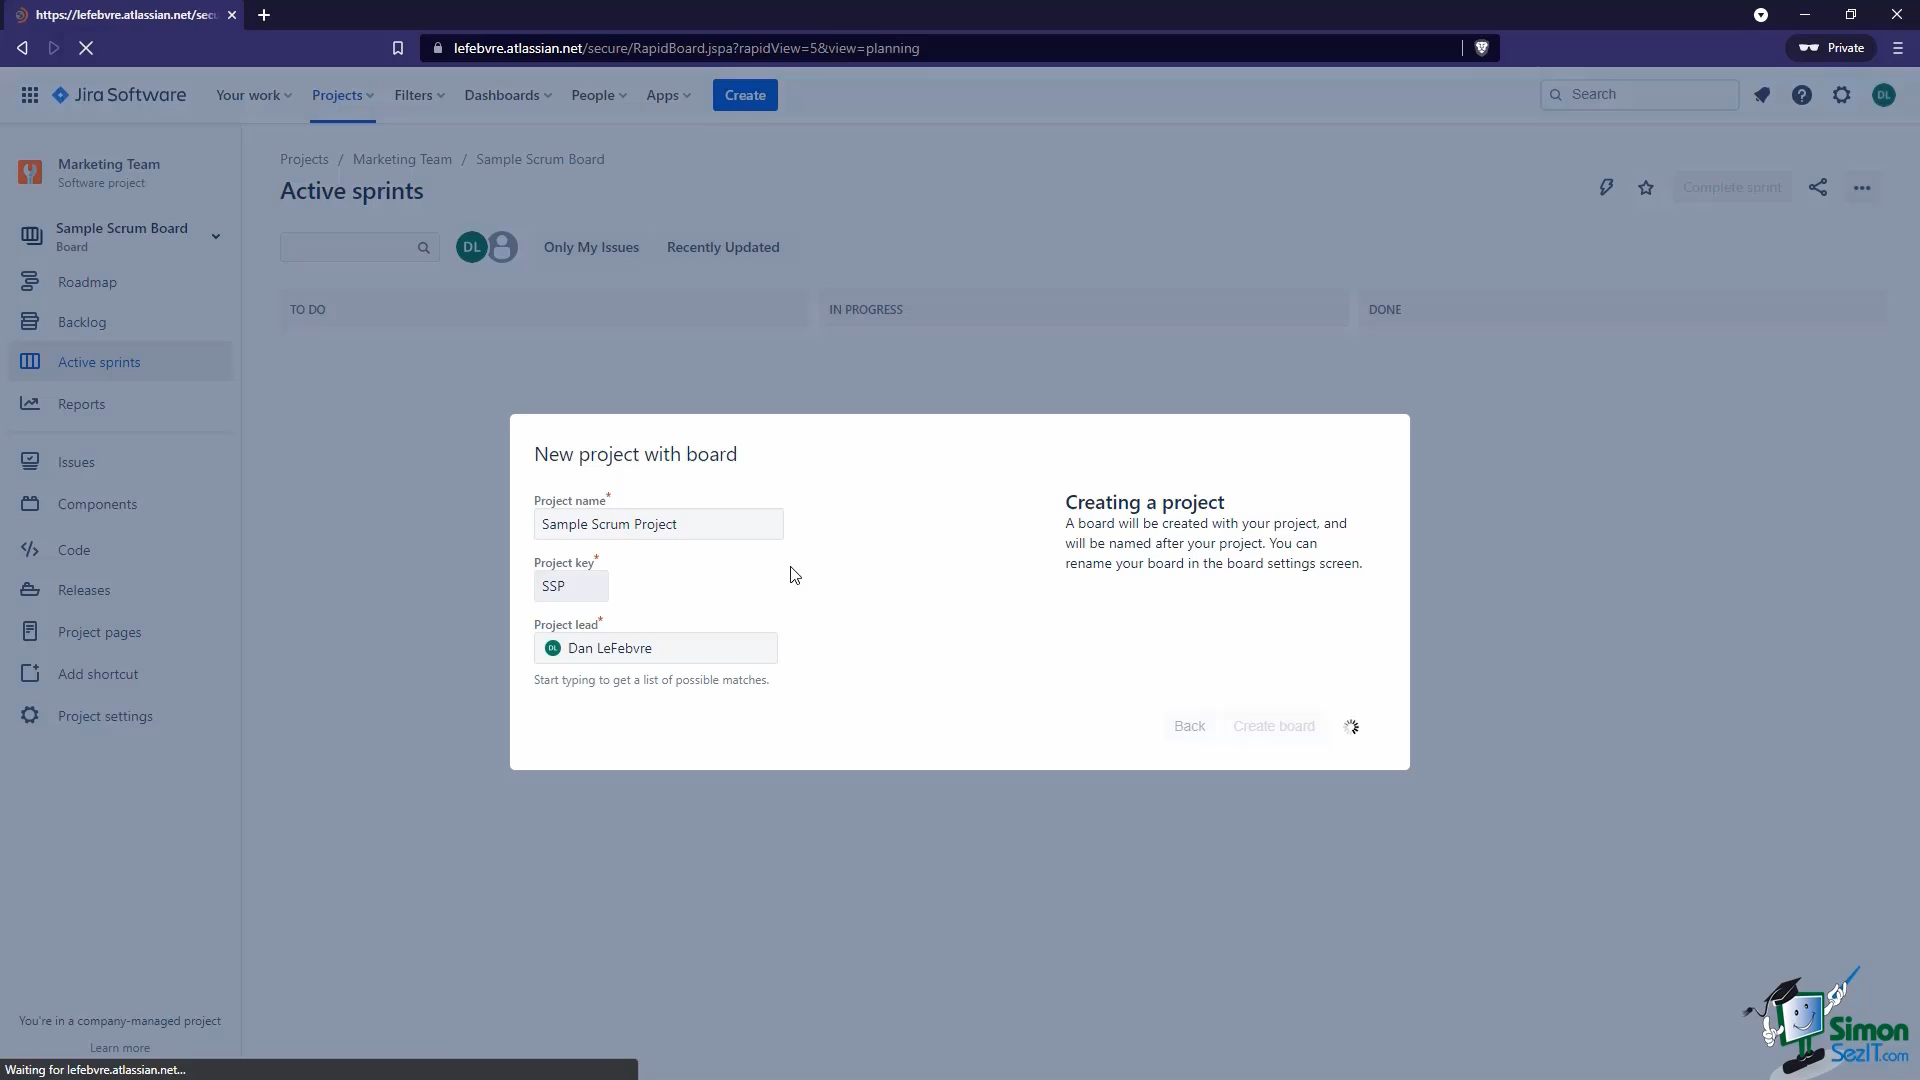 https://lefebvre.atlassian.net/secu
lefebvre.atlassian.net/secure/RapidBoard.jspa?rapidView=5&view=planning
Private
Jira Software
Your work
Projects
Filters
Dashboards
People
Apps
Create
Search
DL
Marketing Team
Software project
Sample Scrum Board
Board
Roadmap
Backlog
Active sprints
Reports
Issues
Components
Code
Releases
Project pages
Add shortcut
Project settings
You're in a company-managed project
Learn more
Projects / Marketing Team / Sample Scrum Board
Active sprints
Complete sprint
DL
Only My Issues
Recently Updated
TO DO
IN PROGRESS
DONE
New project with board
Project name*
Sample Scrum Project
Project key*
SSP
Project lead*
DL Dan LeFebvre
Start typing to get a list of possible matches.
Creating a project
A board will be created with your project, and
will be named after your project. You can
rename your board in the board settings screen.
Back
Create board
Waiting for lefebvre.atlassian.net...
Simon
SezIT.com